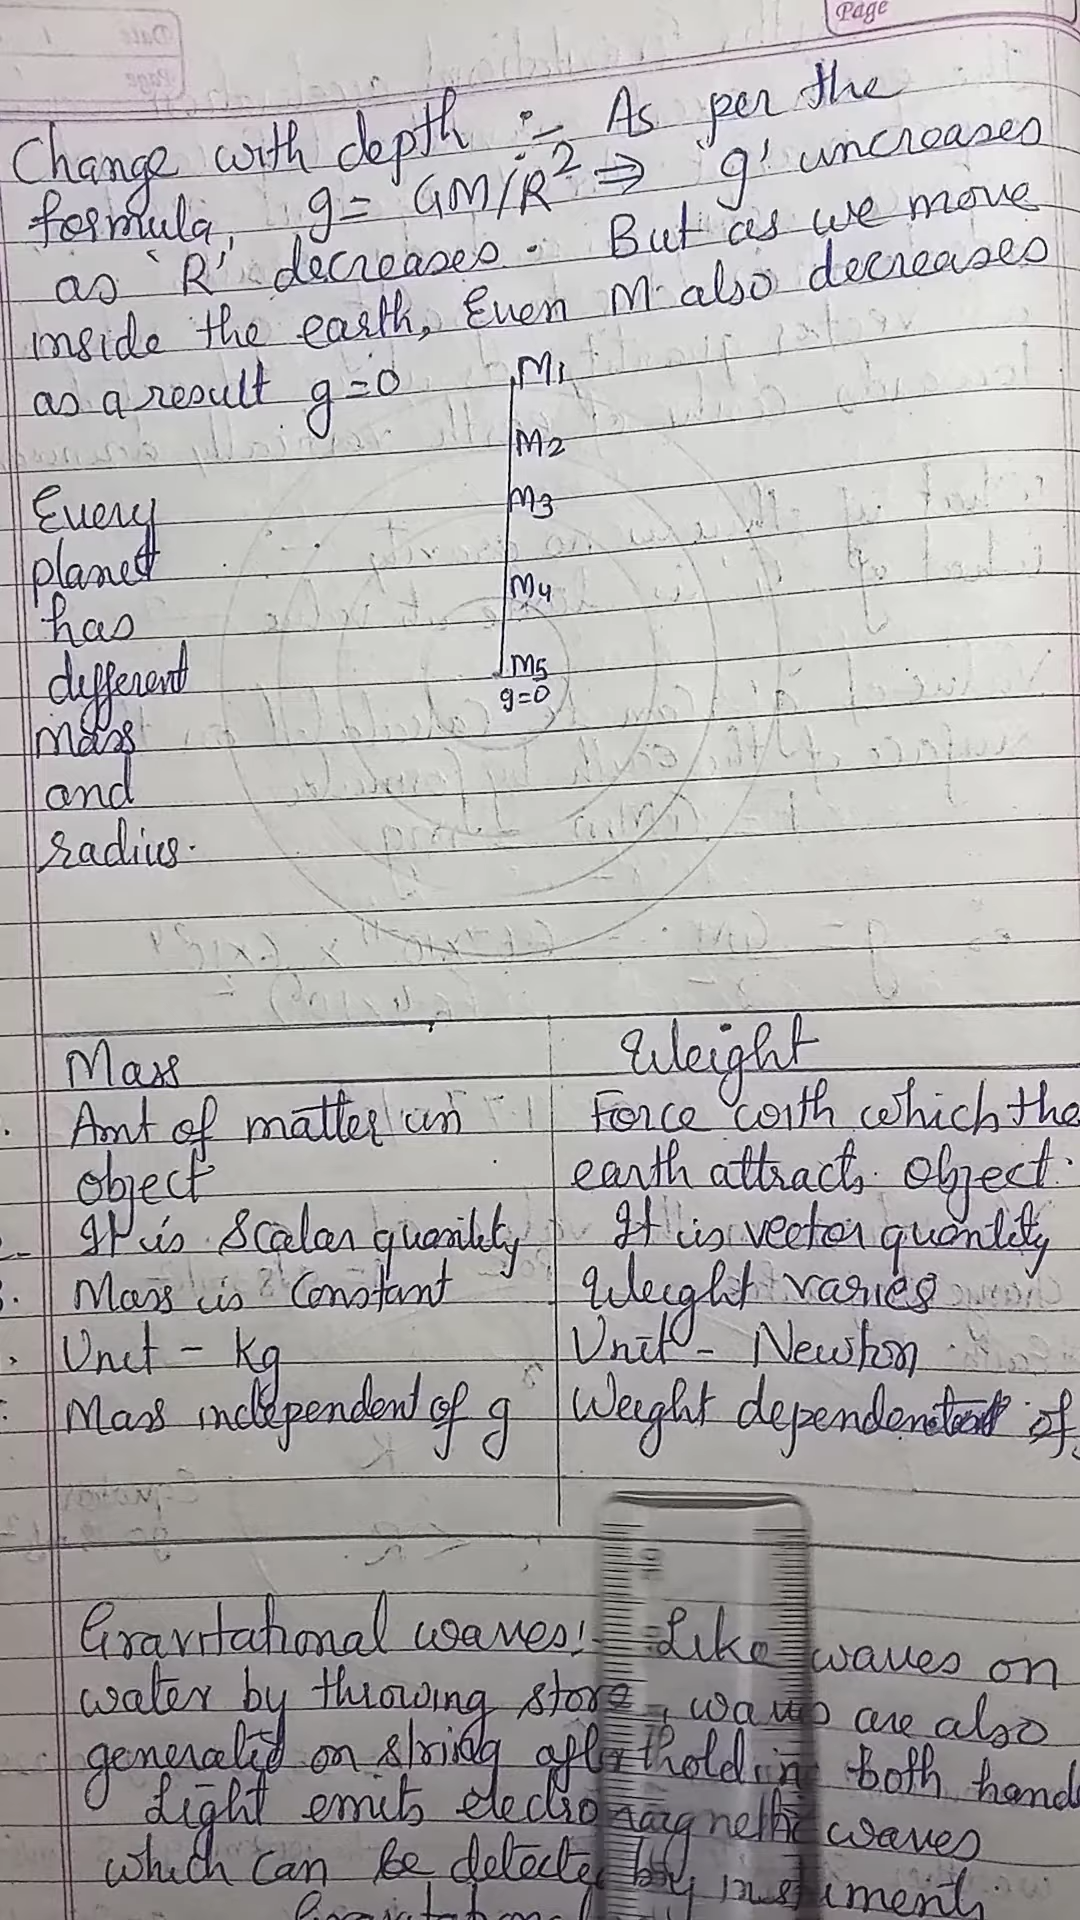 Page
Change with depth :- As per the
formula, g = GM/R² ⇒ 'g' increases
as 'R' decreases. But as we move
inside the earth, Even M also decreases
as a result g=0
M1
M2
M3
M4
M5
g=0
Every
planet
has
different
mass
and
radius.
Mass
Weight
Amt of matter in
object
Force with which the
earth attracts object.
2- It is Scalar quantity
It is vector quantity
3. Mass is Constant
Weight varies
Unit - kg
Unit - Newton
Mass independent of g
Weight dependent of
Gravitational waves:- Like waves on
water by throwing stone, waves are also
generated on string after holding both hand
Light emits electromagnetic waves
which can be detected by instiment.